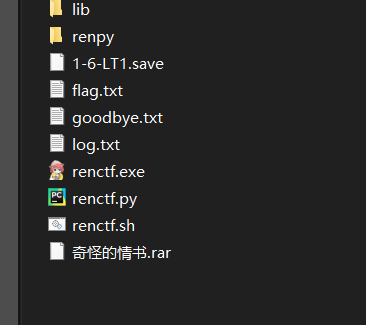 lib
renpy
1-6-LT1.save
flag.txt
goodbye.txt
log.txt
renctf.exe
PC
renctf.py
renctf.sh
奇怪的情书.rar